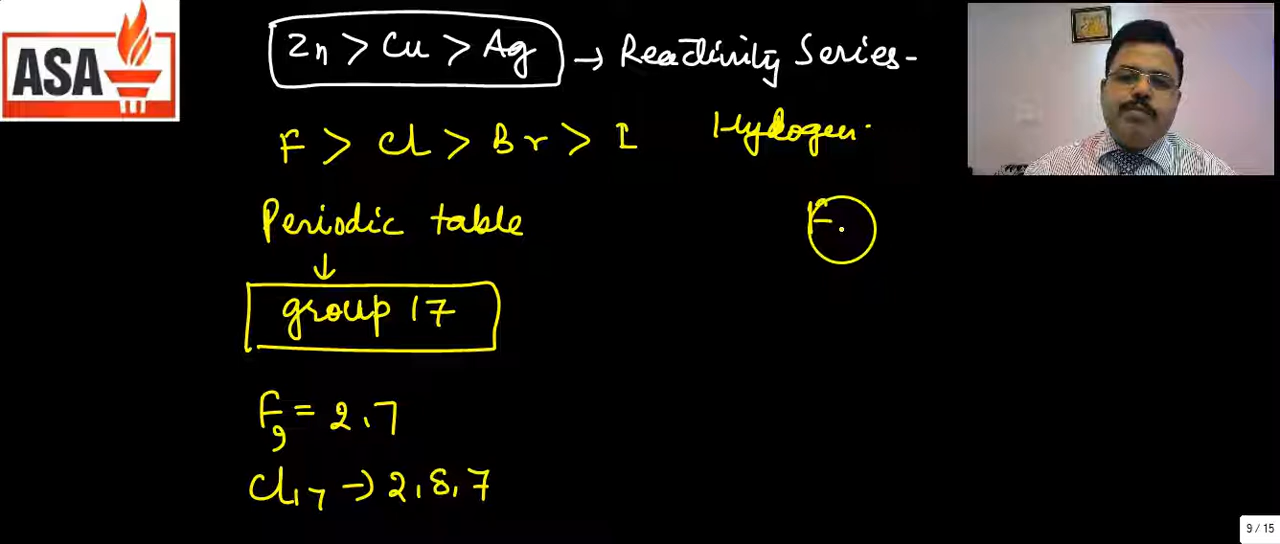 ASA
Zn > Cu > Ag → Reactivity Series-
F > Cl > Br > I
Hydrogen.
Periodic table
↓
F
group 17
F9 = 2,7
Cl17 → 2,8,7
9 / 15